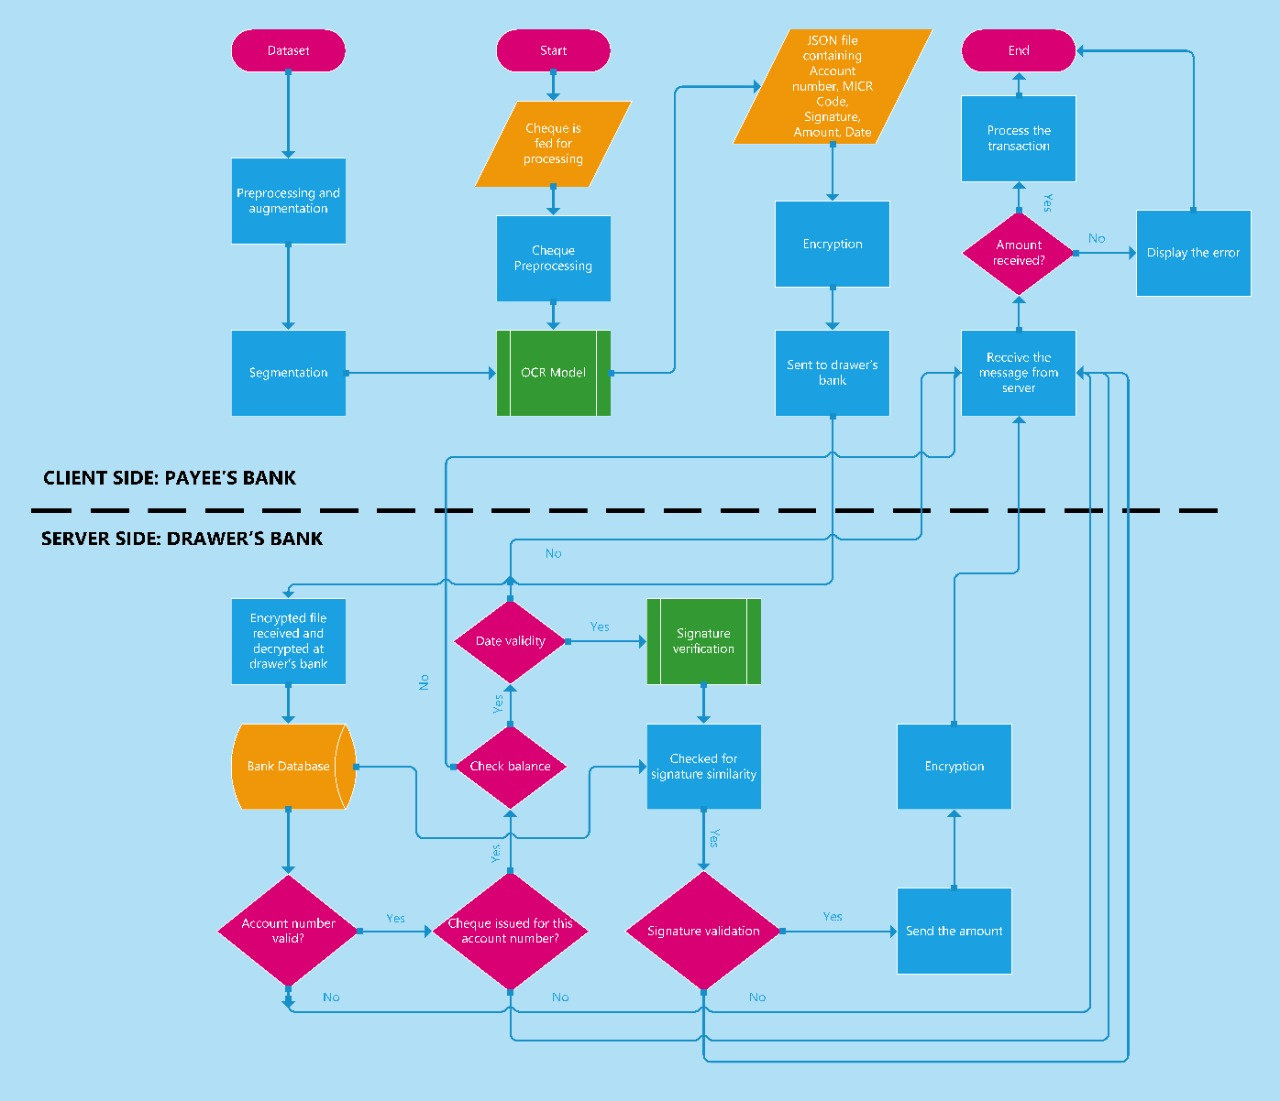 Dataset
Start
JSON file
containing
Account
number, MICR
Code,
Signature,
Amount, Date
End
Cheque is
fed for
processing
Process the
transaction
Preprocessing and
augmentation
Yes
Cheque
Preprocessing
Encryption
Amount
received?
No
Display the error
Segmentation
OCR Model
Sent to drawer's
bank
Receive the
message from
server
CLIENT SIDE: PAYEE'S BANK
SERVER SIDE: DRAWER'S BANK
No
Encrypted file
received and
decrypted at
drawer's bank
Date validity
Yes
Signature
verification
No
Yes
Bank Database
Check balance
Checked for
signature similarity
Encryption
Yes
Yes
Account number
valid?
Yes
Cheque issued for this
account number?
Signature validation
Yes
Send the amount
No
No
No